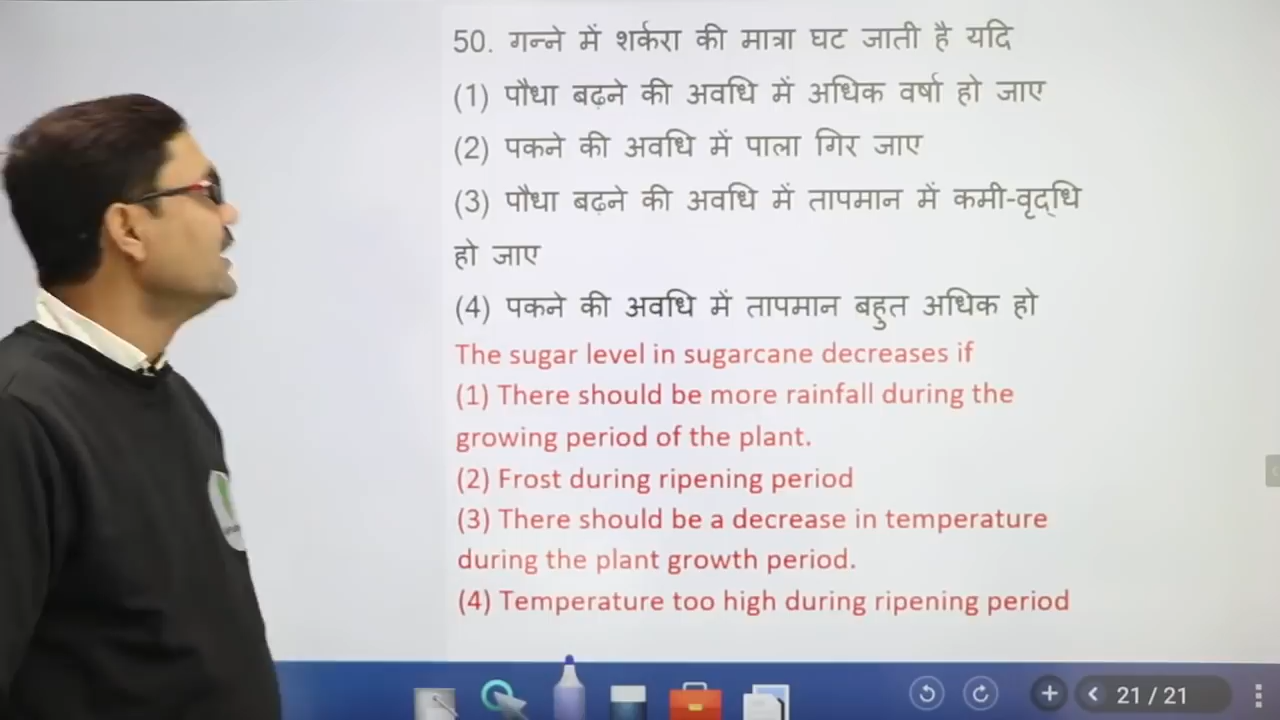 50. गन्ने में शर्करा की मात्रा घट जाती है यदि
(1) पौधा बढ़ने की अवधि में अधिक वर्षा हो जाए
(2) पकने की अवधि में पाला गिर जाए
(3) पौधा बढ़ने की अवधि में तापमान में कमी-वृद्धि
हो जाए
(4) पकने की अवधि में तापमान बहुत अधिक हो
The sugar level in sugarcane decreases if
(1) There should be more rainfall during the
growing period of the plant.
(2) Frost during ripening period
(3) There should be a decrease in temperature
during the plant growth period.
(4) Temperature too high during ripening period
21 / 21